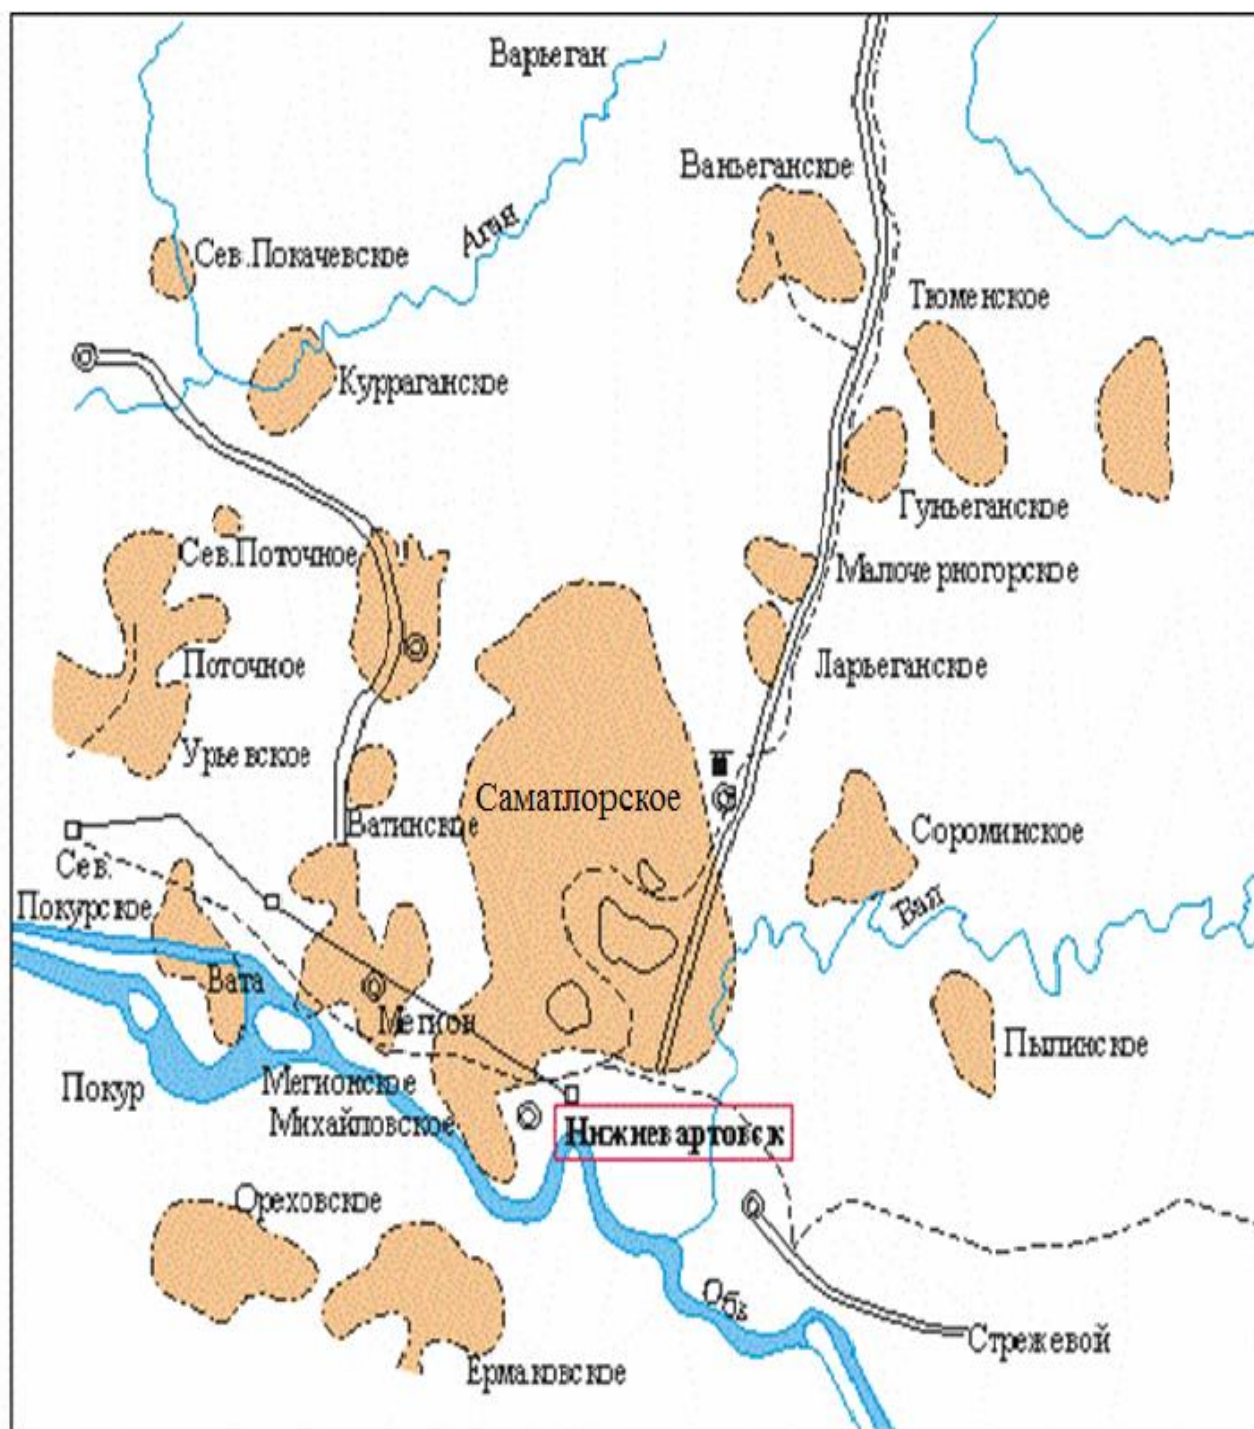 Варьеган
Ваньеганское
Аган
Сев.Покачевское
Тюменское
Курраганское
Гуньеганское
Сев.Поточное
Малочерногорское
Поточное
Ларьеганское
Урьевское
Саматлорское
Ватинское
Сороминское
Сев.
Покурское
Вах
Вата
Мегион
Пылинское
Покур
Мегионское
Михайловское
Нижневартовск
Ореховское
Обь
Стрежевой
Ермаковское